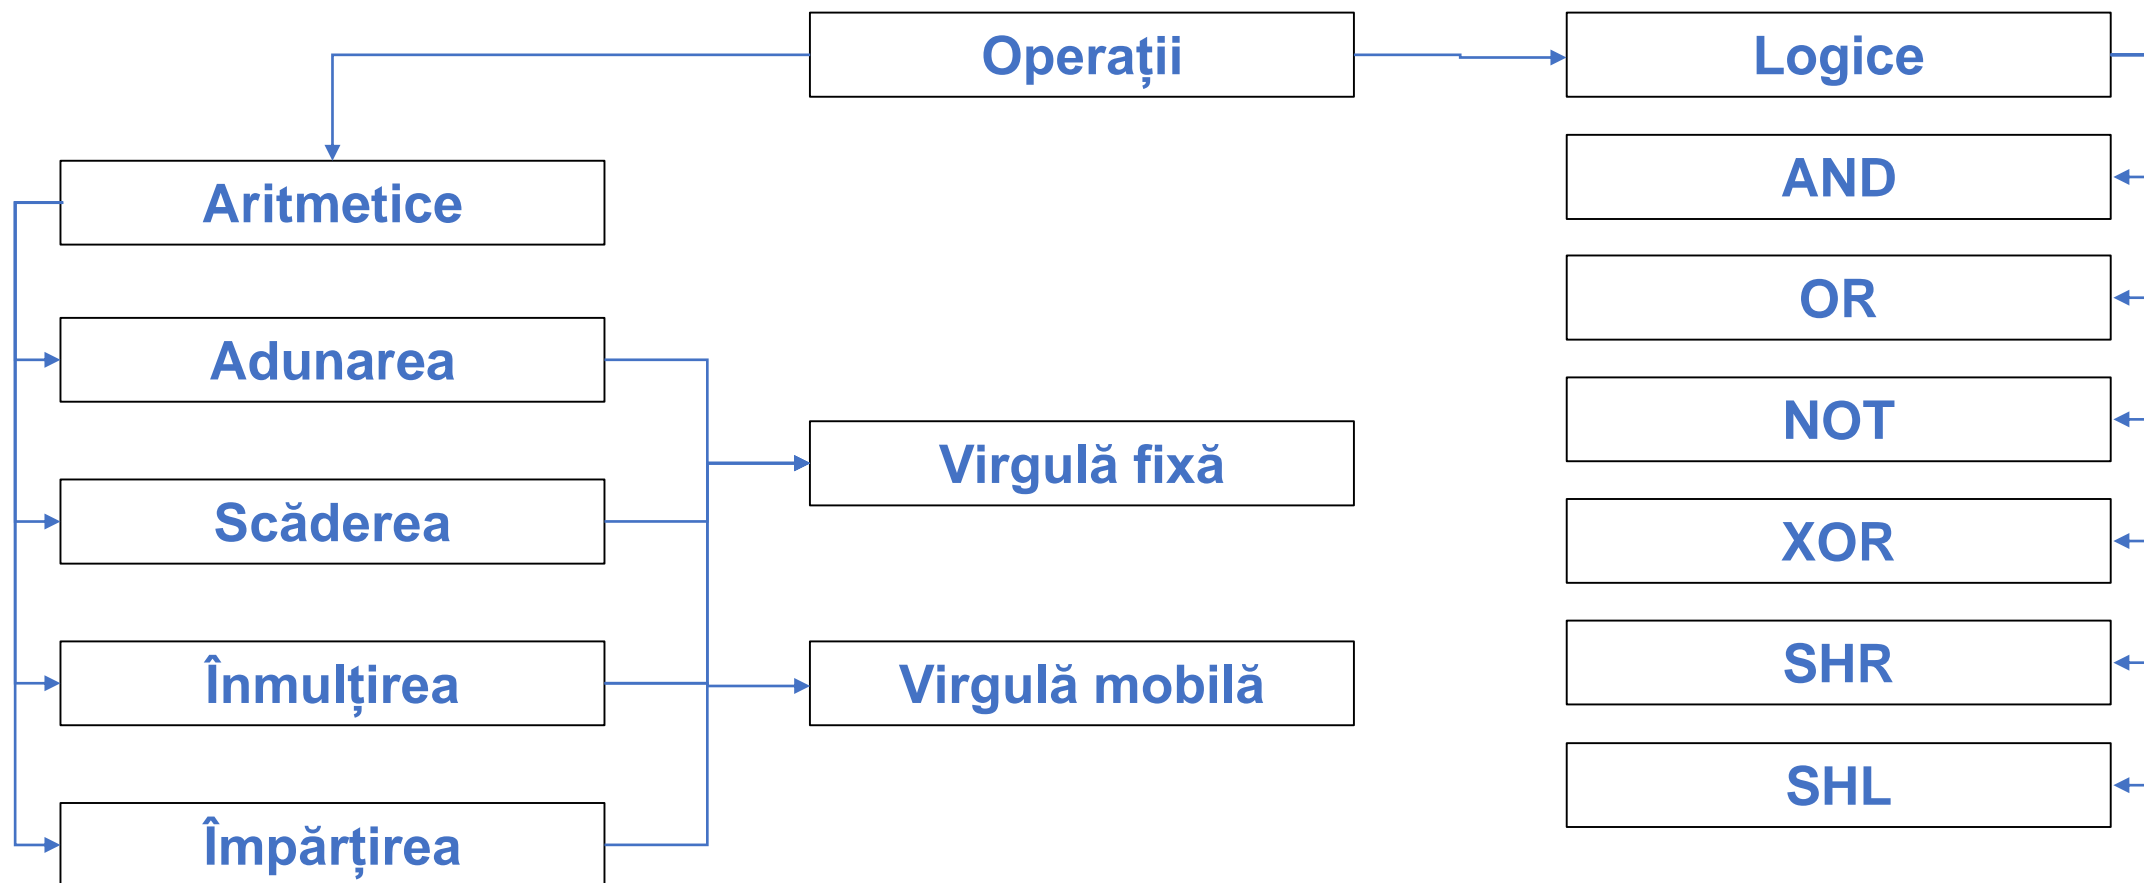 Operații
Logice
Aritmetice
AND
OR
Adunarea
NOT
Virgulă fixă
Scăderea
XOR
Înmulțirea
Virgulă mobilă
SHR
SHL
Împărțirea